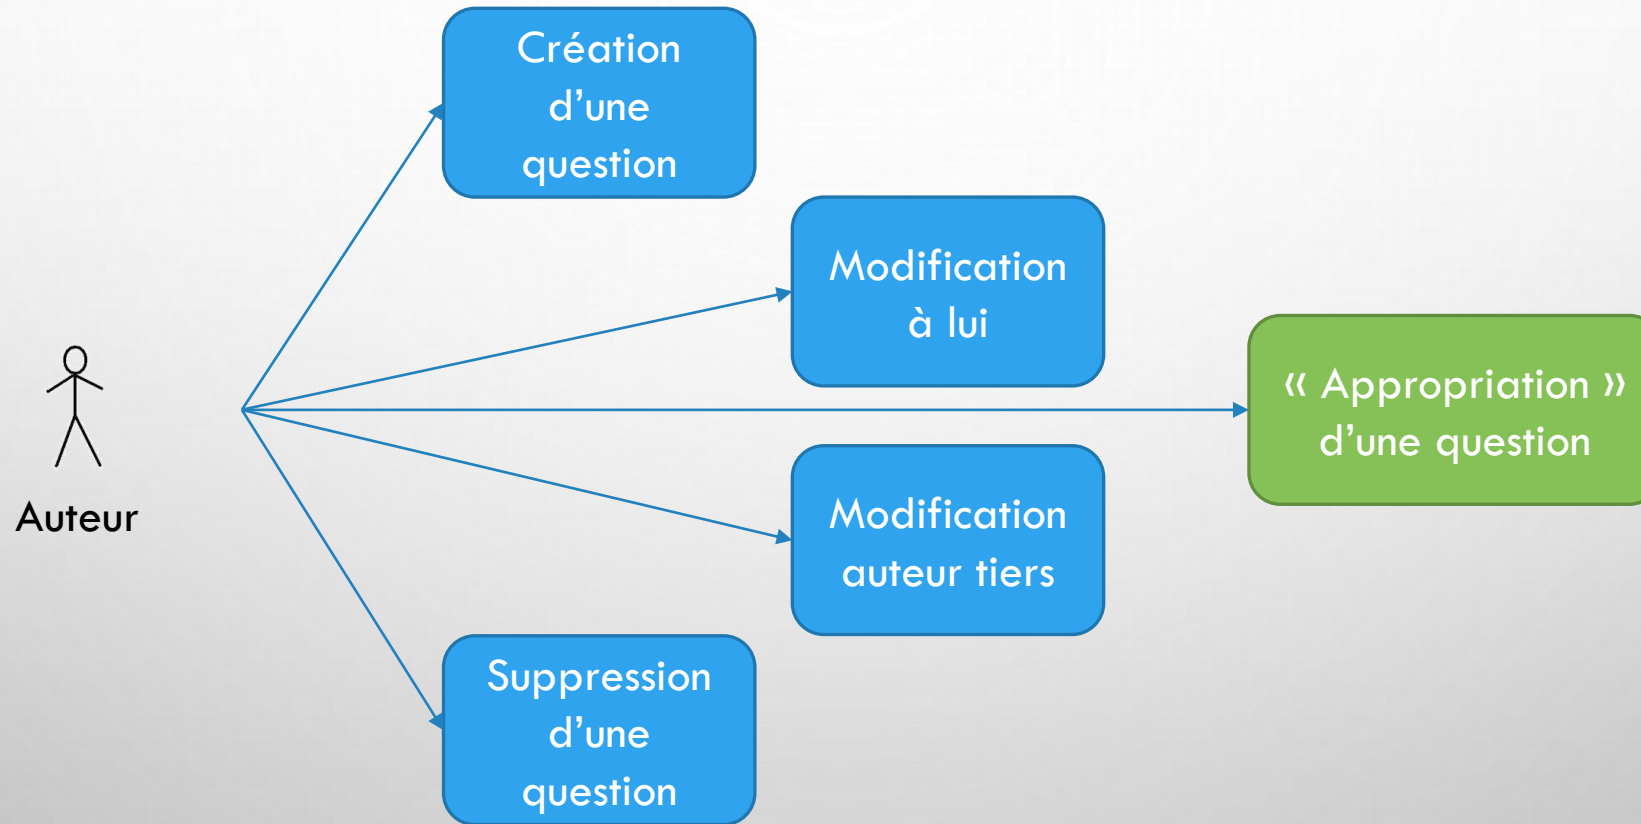 Création
d’une
question
Modification
à lui
« Appropriation »
d’une question
Auteur
Modification
auteur tiers
Suppression
d’une
question